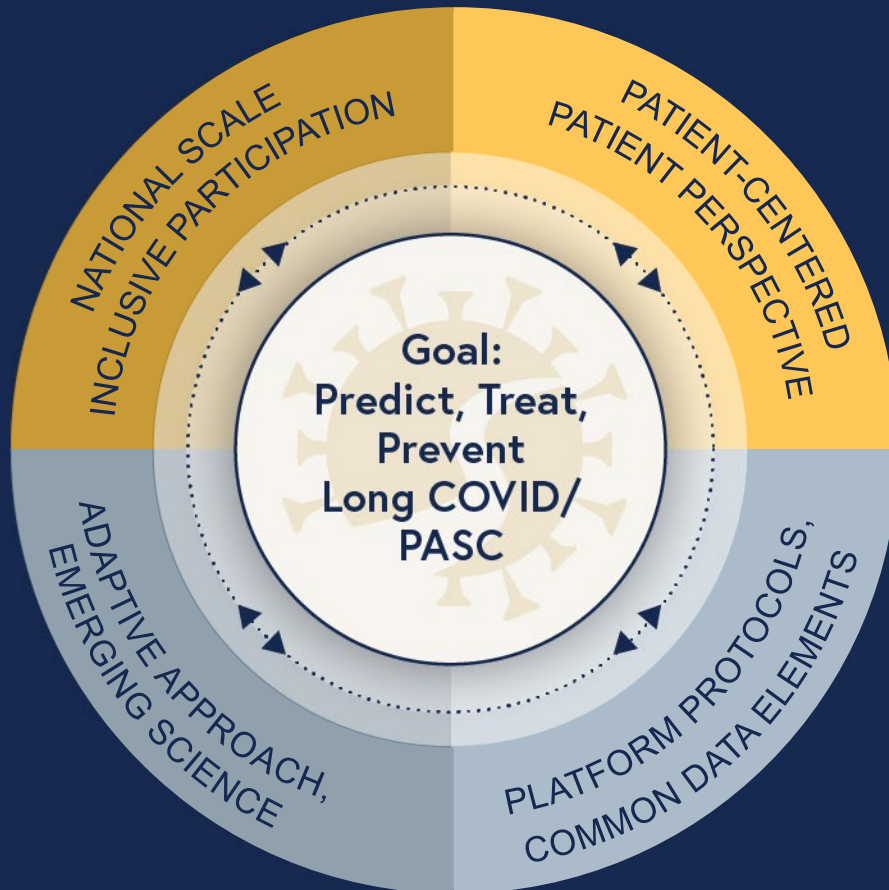 NATIONAL SCALE
INCLUSIVE PARTICIPATION
PATIENT-CENTERED
PATIENT PERSPECTIVE
Goal:
Predict, Treat,
Prevent
Long COVID/
PASC
ADAPTIVE APPROACH,
EMERGING SCIENCE
PLATFORM PROTOCOLS,
COMMON DATA ELEMENTS